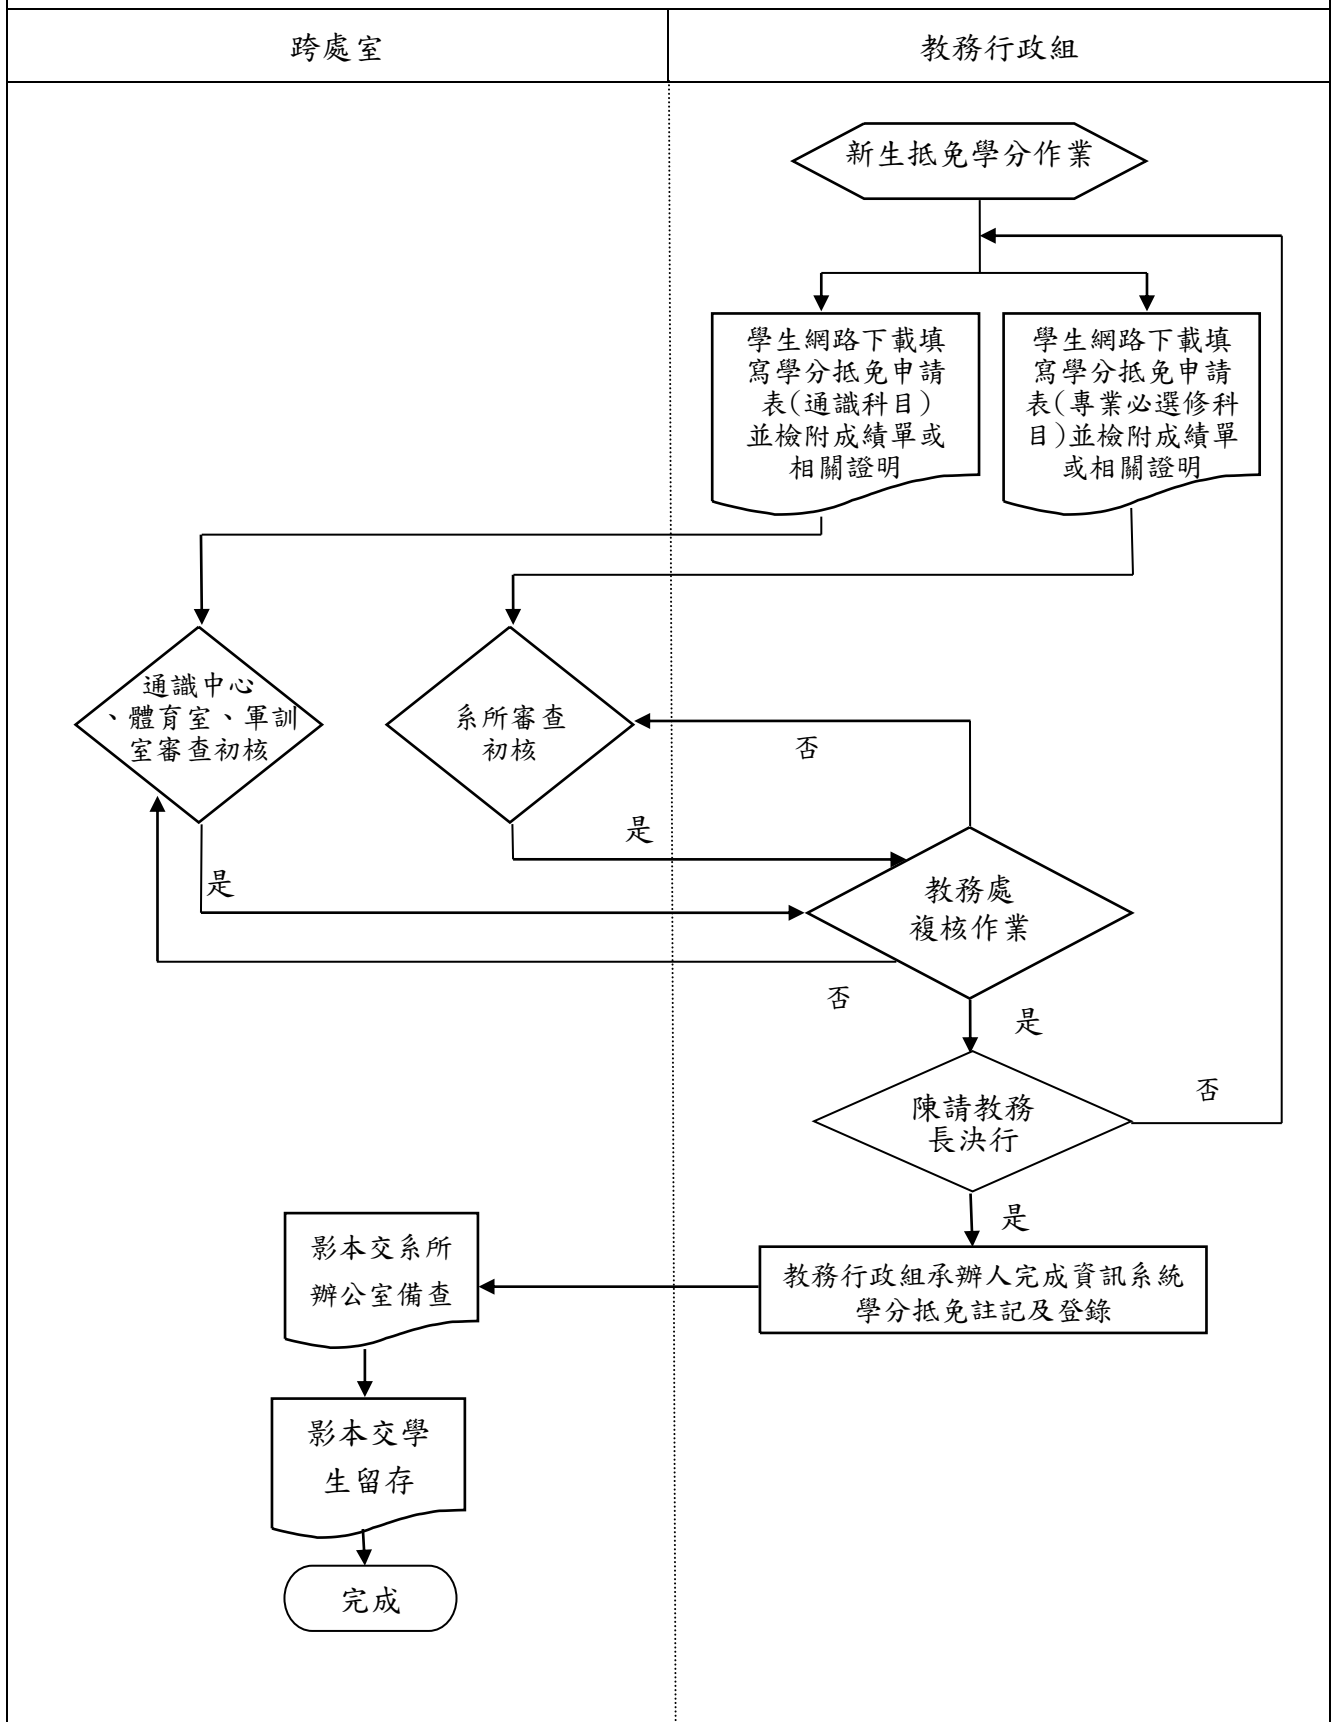 跨處室
教務行政組
新生抵免學分作業
學生網路下載填
寫學分抵免申請
表(通識科目)
並檢附成績單或
相關證明
學生網路下載填
寫學分抵免申請
表(專業必選修科
目)並檢附成績單
或相關證明
通識中心
、體育室、軍訓
室審查初核
系所審查
初核
否
是
是
教務處
複核作業
否
是
陳請教務
長決行
否
是
影本交系所
辦公室備查
教務行政組承辦人完成資訊系統
學分抵免註記及登錄
影本交學
生留存
完成